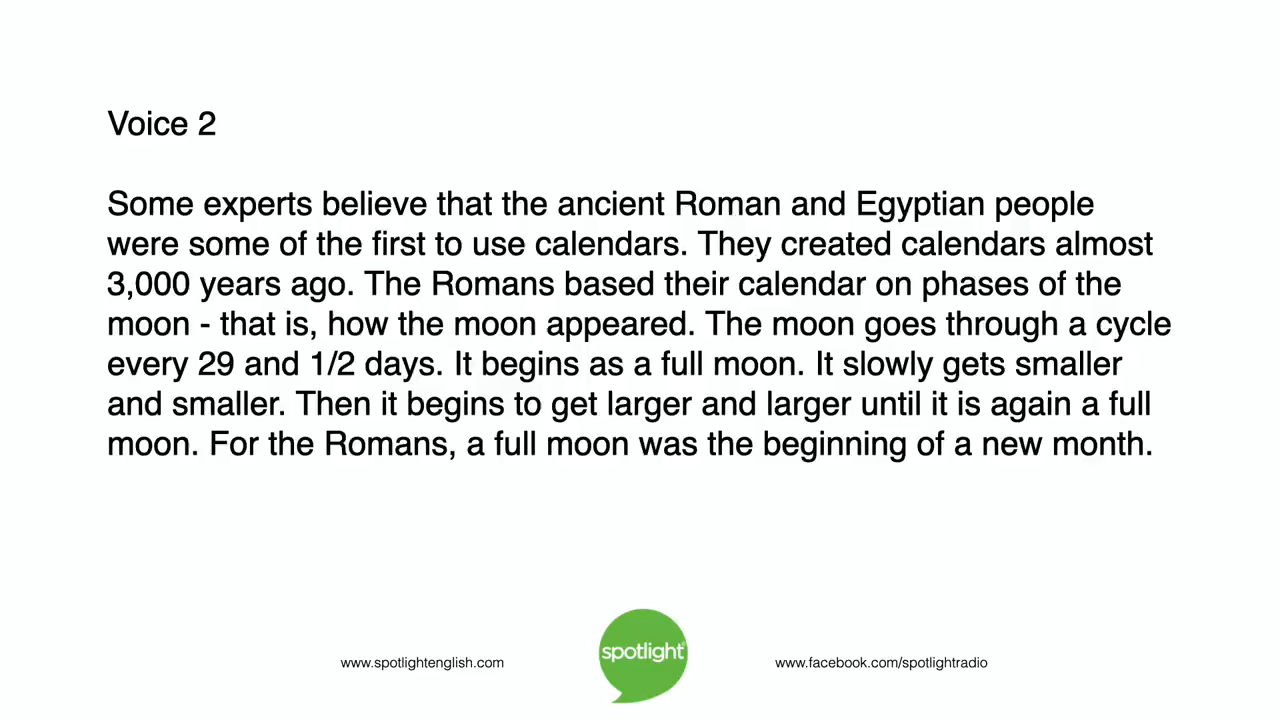 Voice 2
Some experts believe that the ancient Roman and Egyptian people
were some of the first to use calendars. They created calendars almost
3,000 years ago. The Romans based their calendar on phases of the
moon - that is, how the moon appeared. The moon goes through a cycle
every 29 and 1/2 days. It begins as a full moon. It slowly gets smaller
and smaller. Then it begins to get larger and larger until it is again a full
moon. For the Romans, a full moon was the beginning of a new month.
www.spotlightenglish.com
spotlight
www.facebook.com/spotlightradio